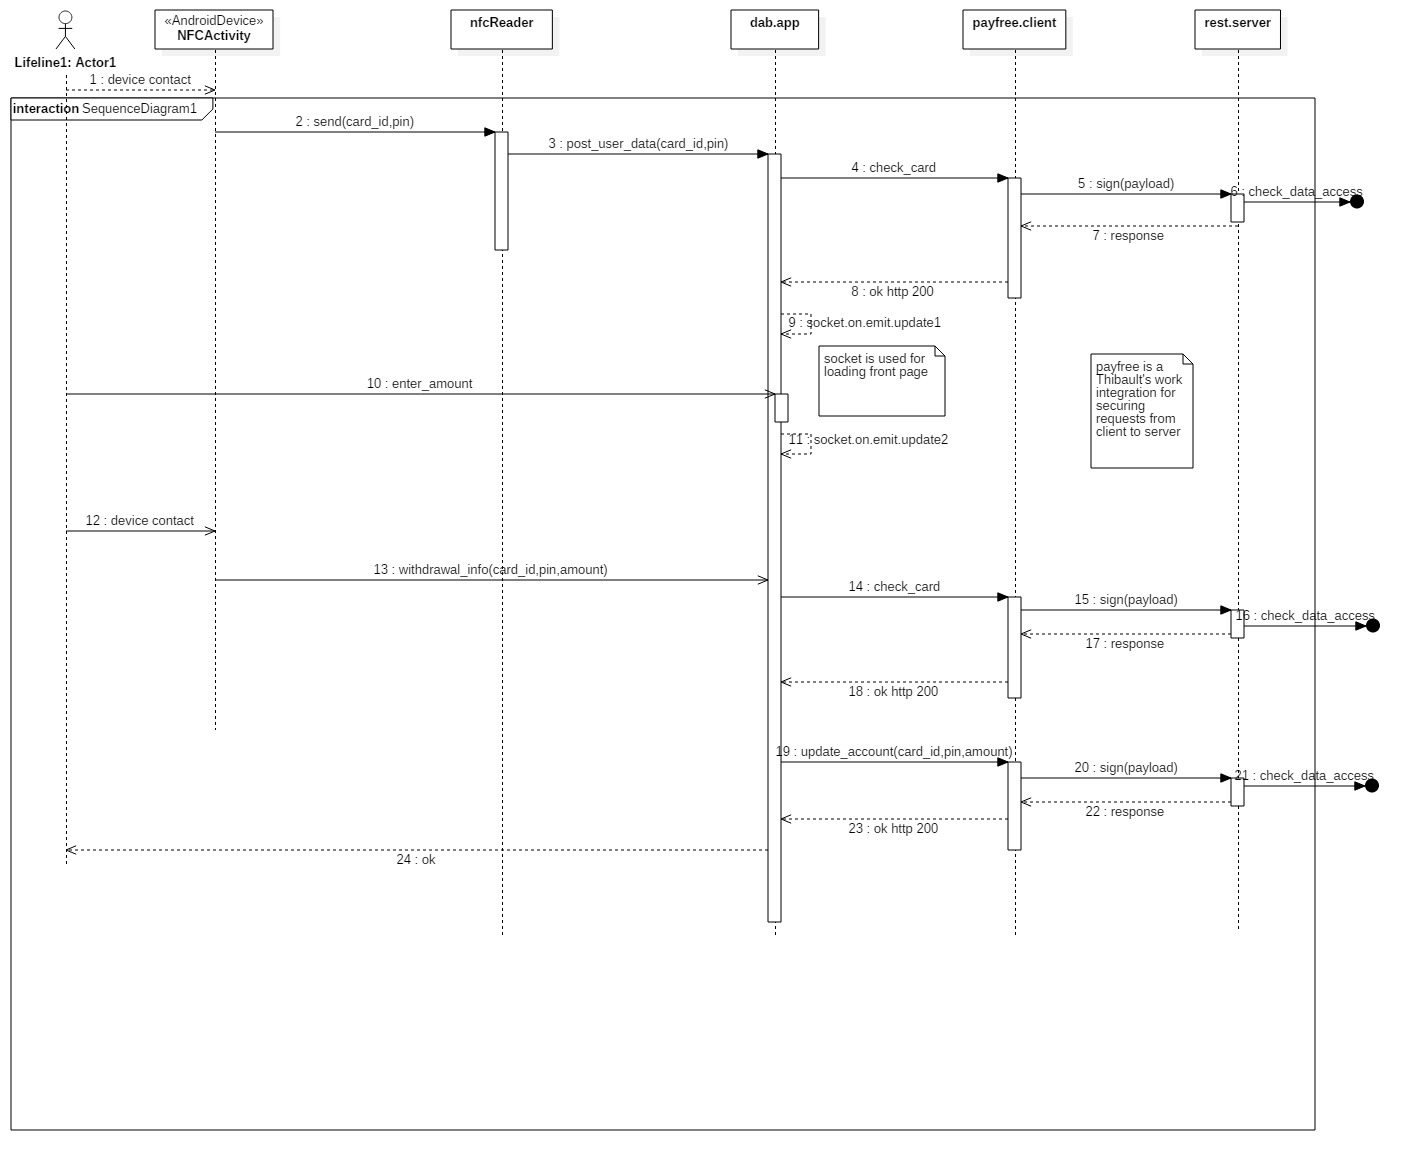 «AndroidDevice»
NFCActivity
nfcReader
dab.app
payfree.client
rest.server
Lifeline1: Actor1
1 : device contact
interaction SequenceDiagram1
2 : send(card_id,pin)
3 : post_user_data(card_id,pin)
4 : check_card
5 : sign(payload)
6 : check_data_access
7 : response
8 : ok http 200
9 : socket.on.emit.update1
socket is used for
loading front page
payfree is a
Thibault's work
integration for
securing
requests from
client to server
10 : enter_amount
11 : socket.on.emit.update2
12 : device contact
13 : withdrawal_info(card_id,pin,amount)
14 : check_card
15 : sign(payload)
16 : check_data_access
17 : response
18 : ok http 200
19 : update_account(card_id,pin,amount)
20 : sign(payload)
21 : check_data_access
22 : response
23 : ok http 200
24 : ok